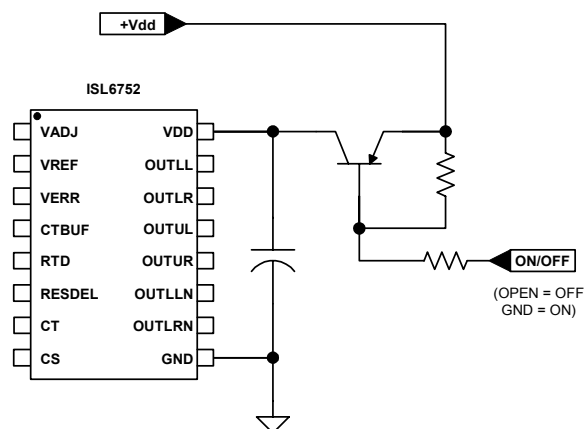 +Vdd
ISL6752
VADJ VDD
VREF OUTLL
VERR OUTLR
CTBUF OUTUL
RTD OUTUR
RESDEL OUTLLN
CT OUTLRN
CS GND
ON/OFF
(OPEN = OFF
GND = ON)